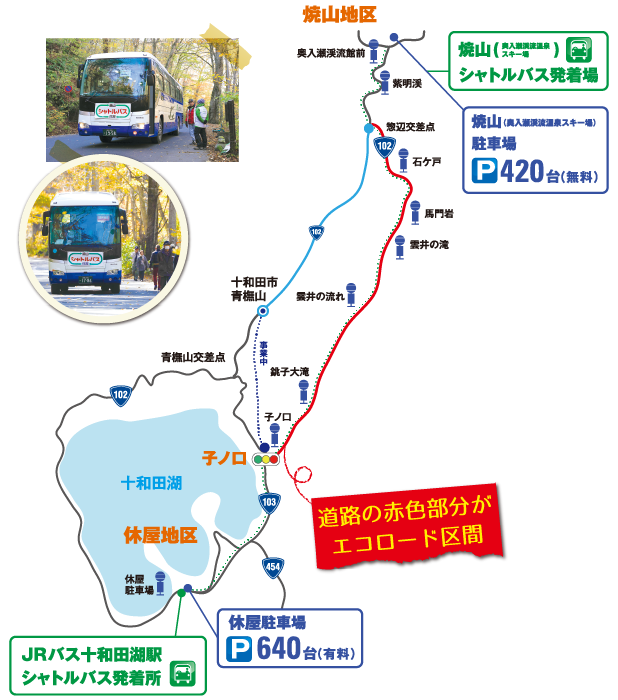 焼山地区
奥入瀬渓流館前
紫明渓
惣辺交差点
焼山(奥入瀬渓流温泉スキー場)
シャトルバス発着場
焼山(奥入瀬渓流温泉スキー場)
駐車場
P420台(無料)
シャトルバス
シャトルバス
102
石ケ戸
馬門岩
雲井の滝
102
十和田市
青橅山
雲井の流れ
事業中
青橅山交差点
銚子大滝
102
子ノ口
子ノ口
十和田湖
103
道路の赤色部分が
エコロード区間
休屋地区
454
休屋
駐車場
休屋駐車場
P640台(有料)
JRバス十和田湖駅
シャトルバス発着所